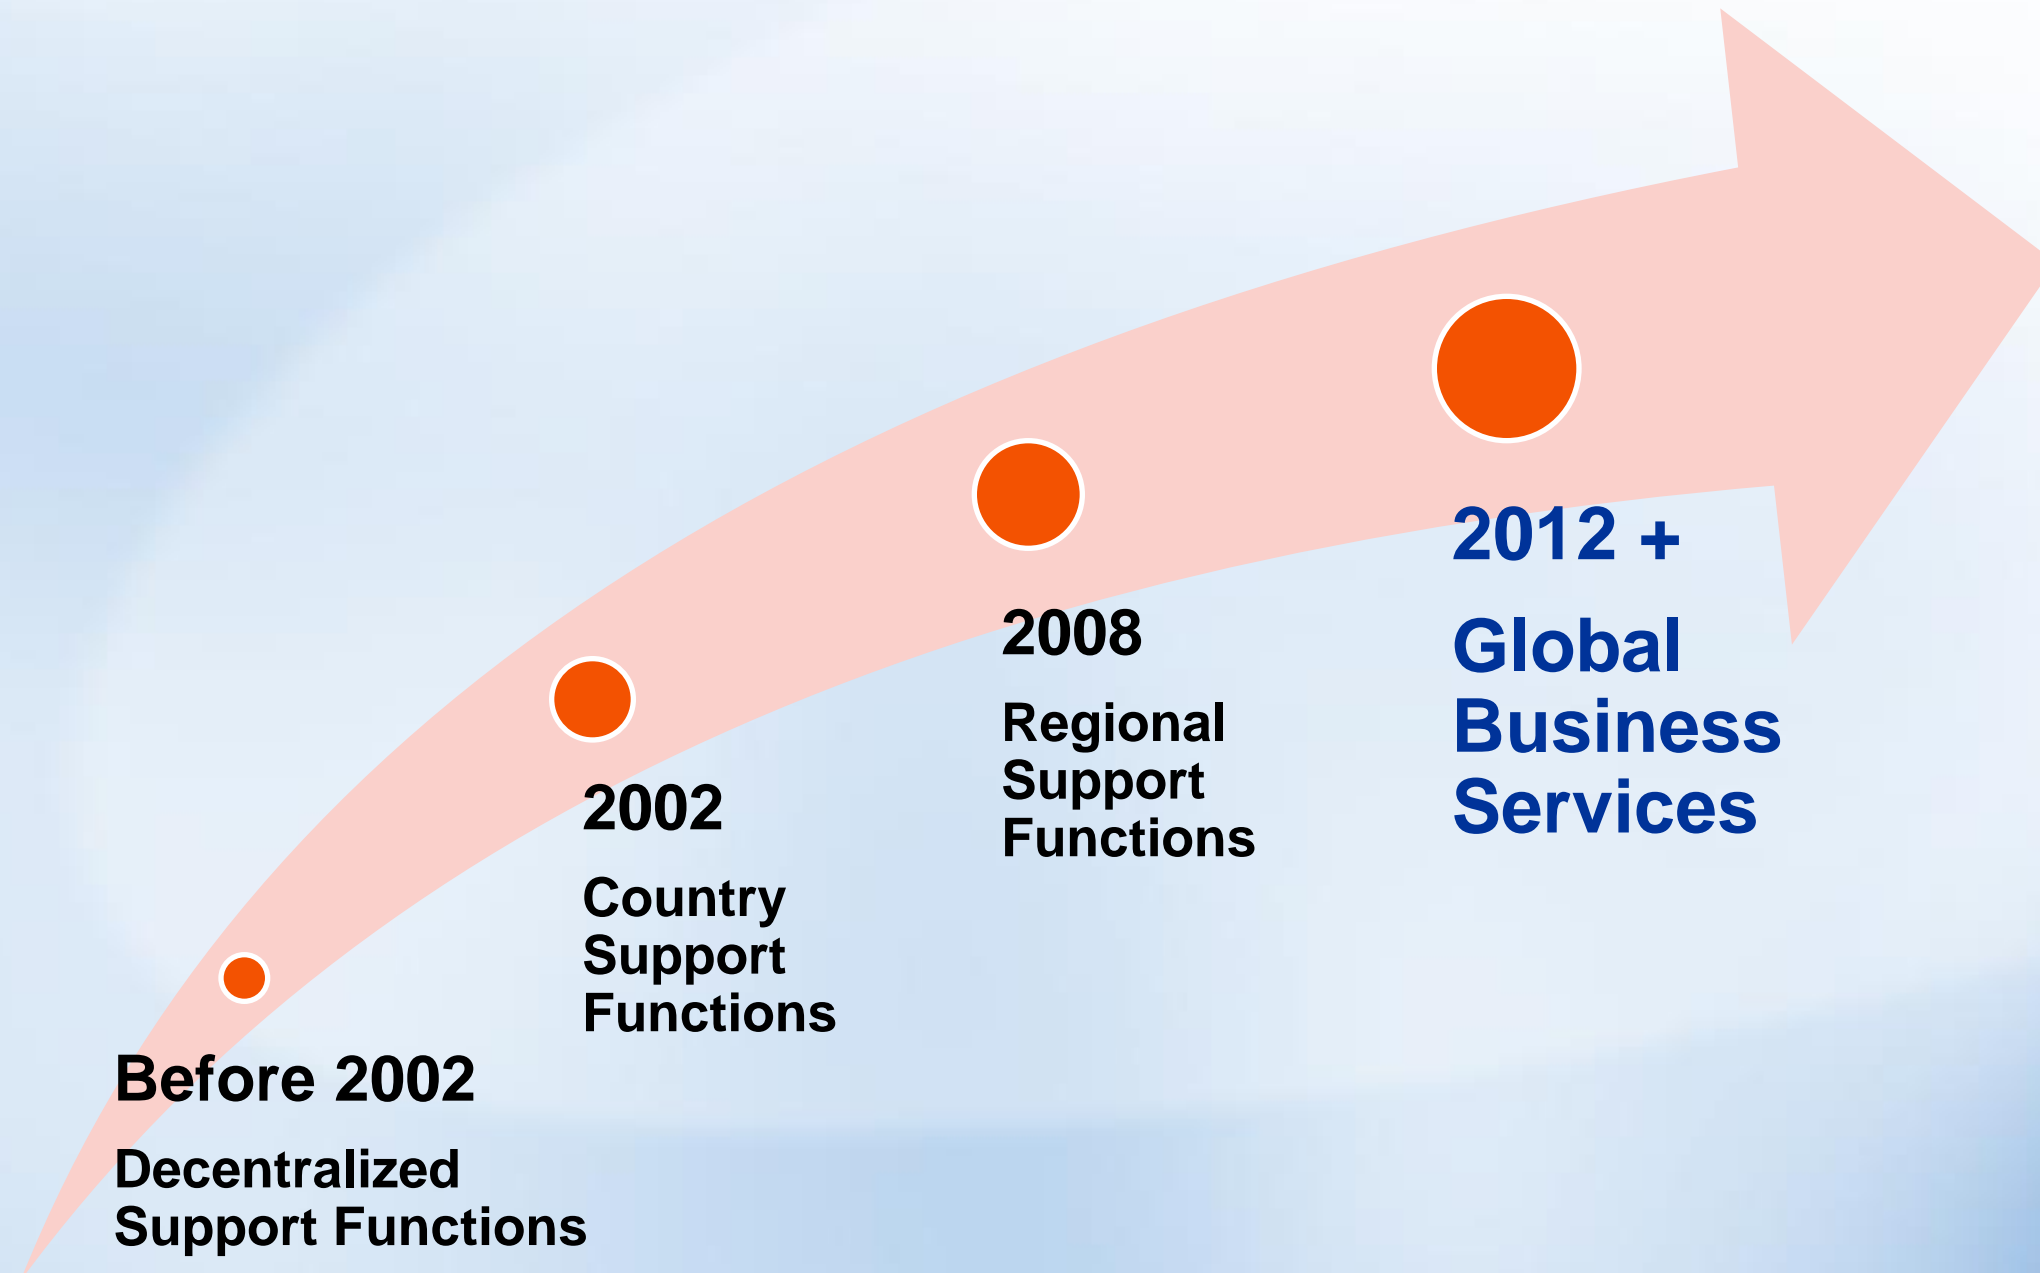 Before 2002
Decentralized
Support Functions
2002
Country
Support
Functions
2008
Regional
Support
Functions
2012 +
Global
Business
Services